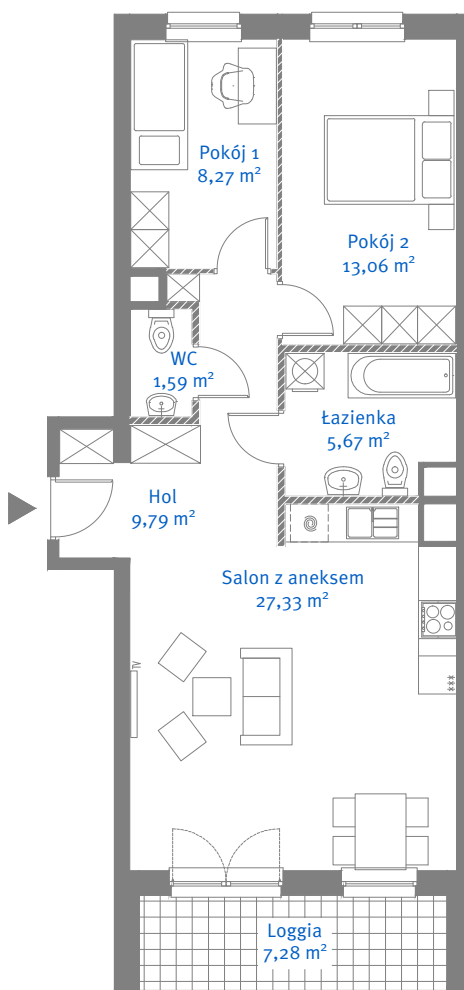 Pokój 1
8,27 m²
Pokój 2
13,06 m²
WC
1,59 m²
Łazienka
5,67 m²
Hol
9,79 m²
Salon z aneksem
27,33 m²
TV
Loggia
7,28 m²